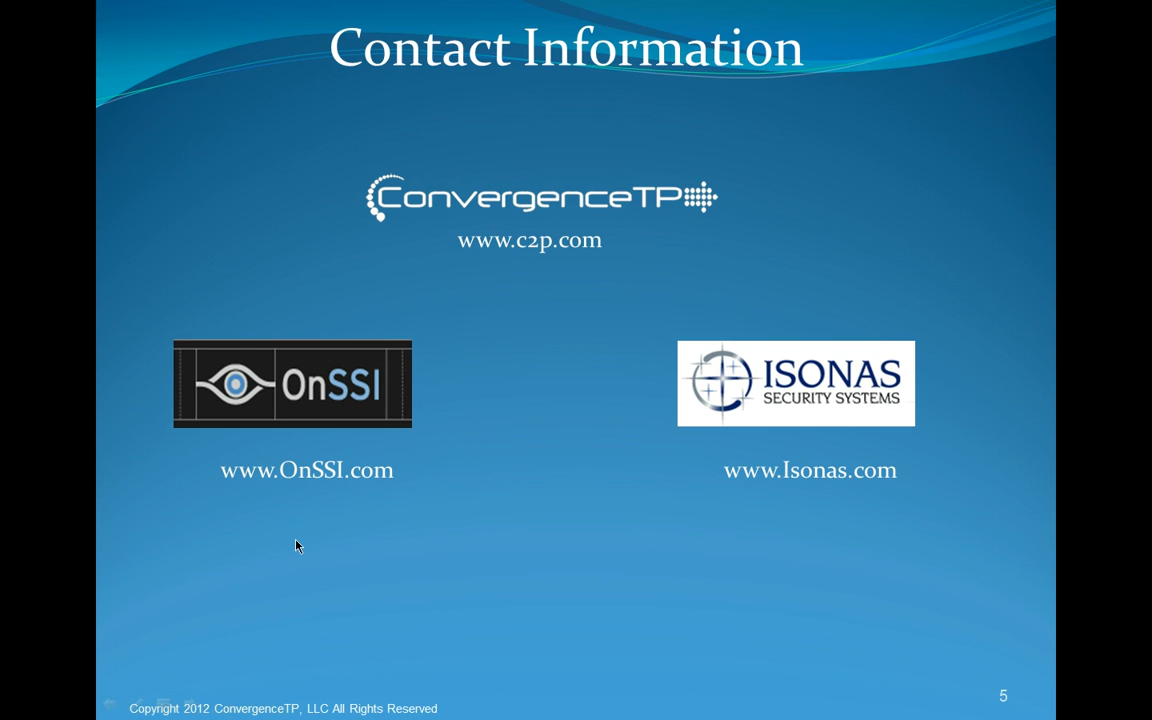 Contact Information
ConvergenceTP
www.c2p.com
OnSSI
ISONAS
SECURITY SYSTEMS
www.OnSSI.com
www.Isonas.com
5
Copyright 2012 ConvergenceTP, LLC All Rights Reserved